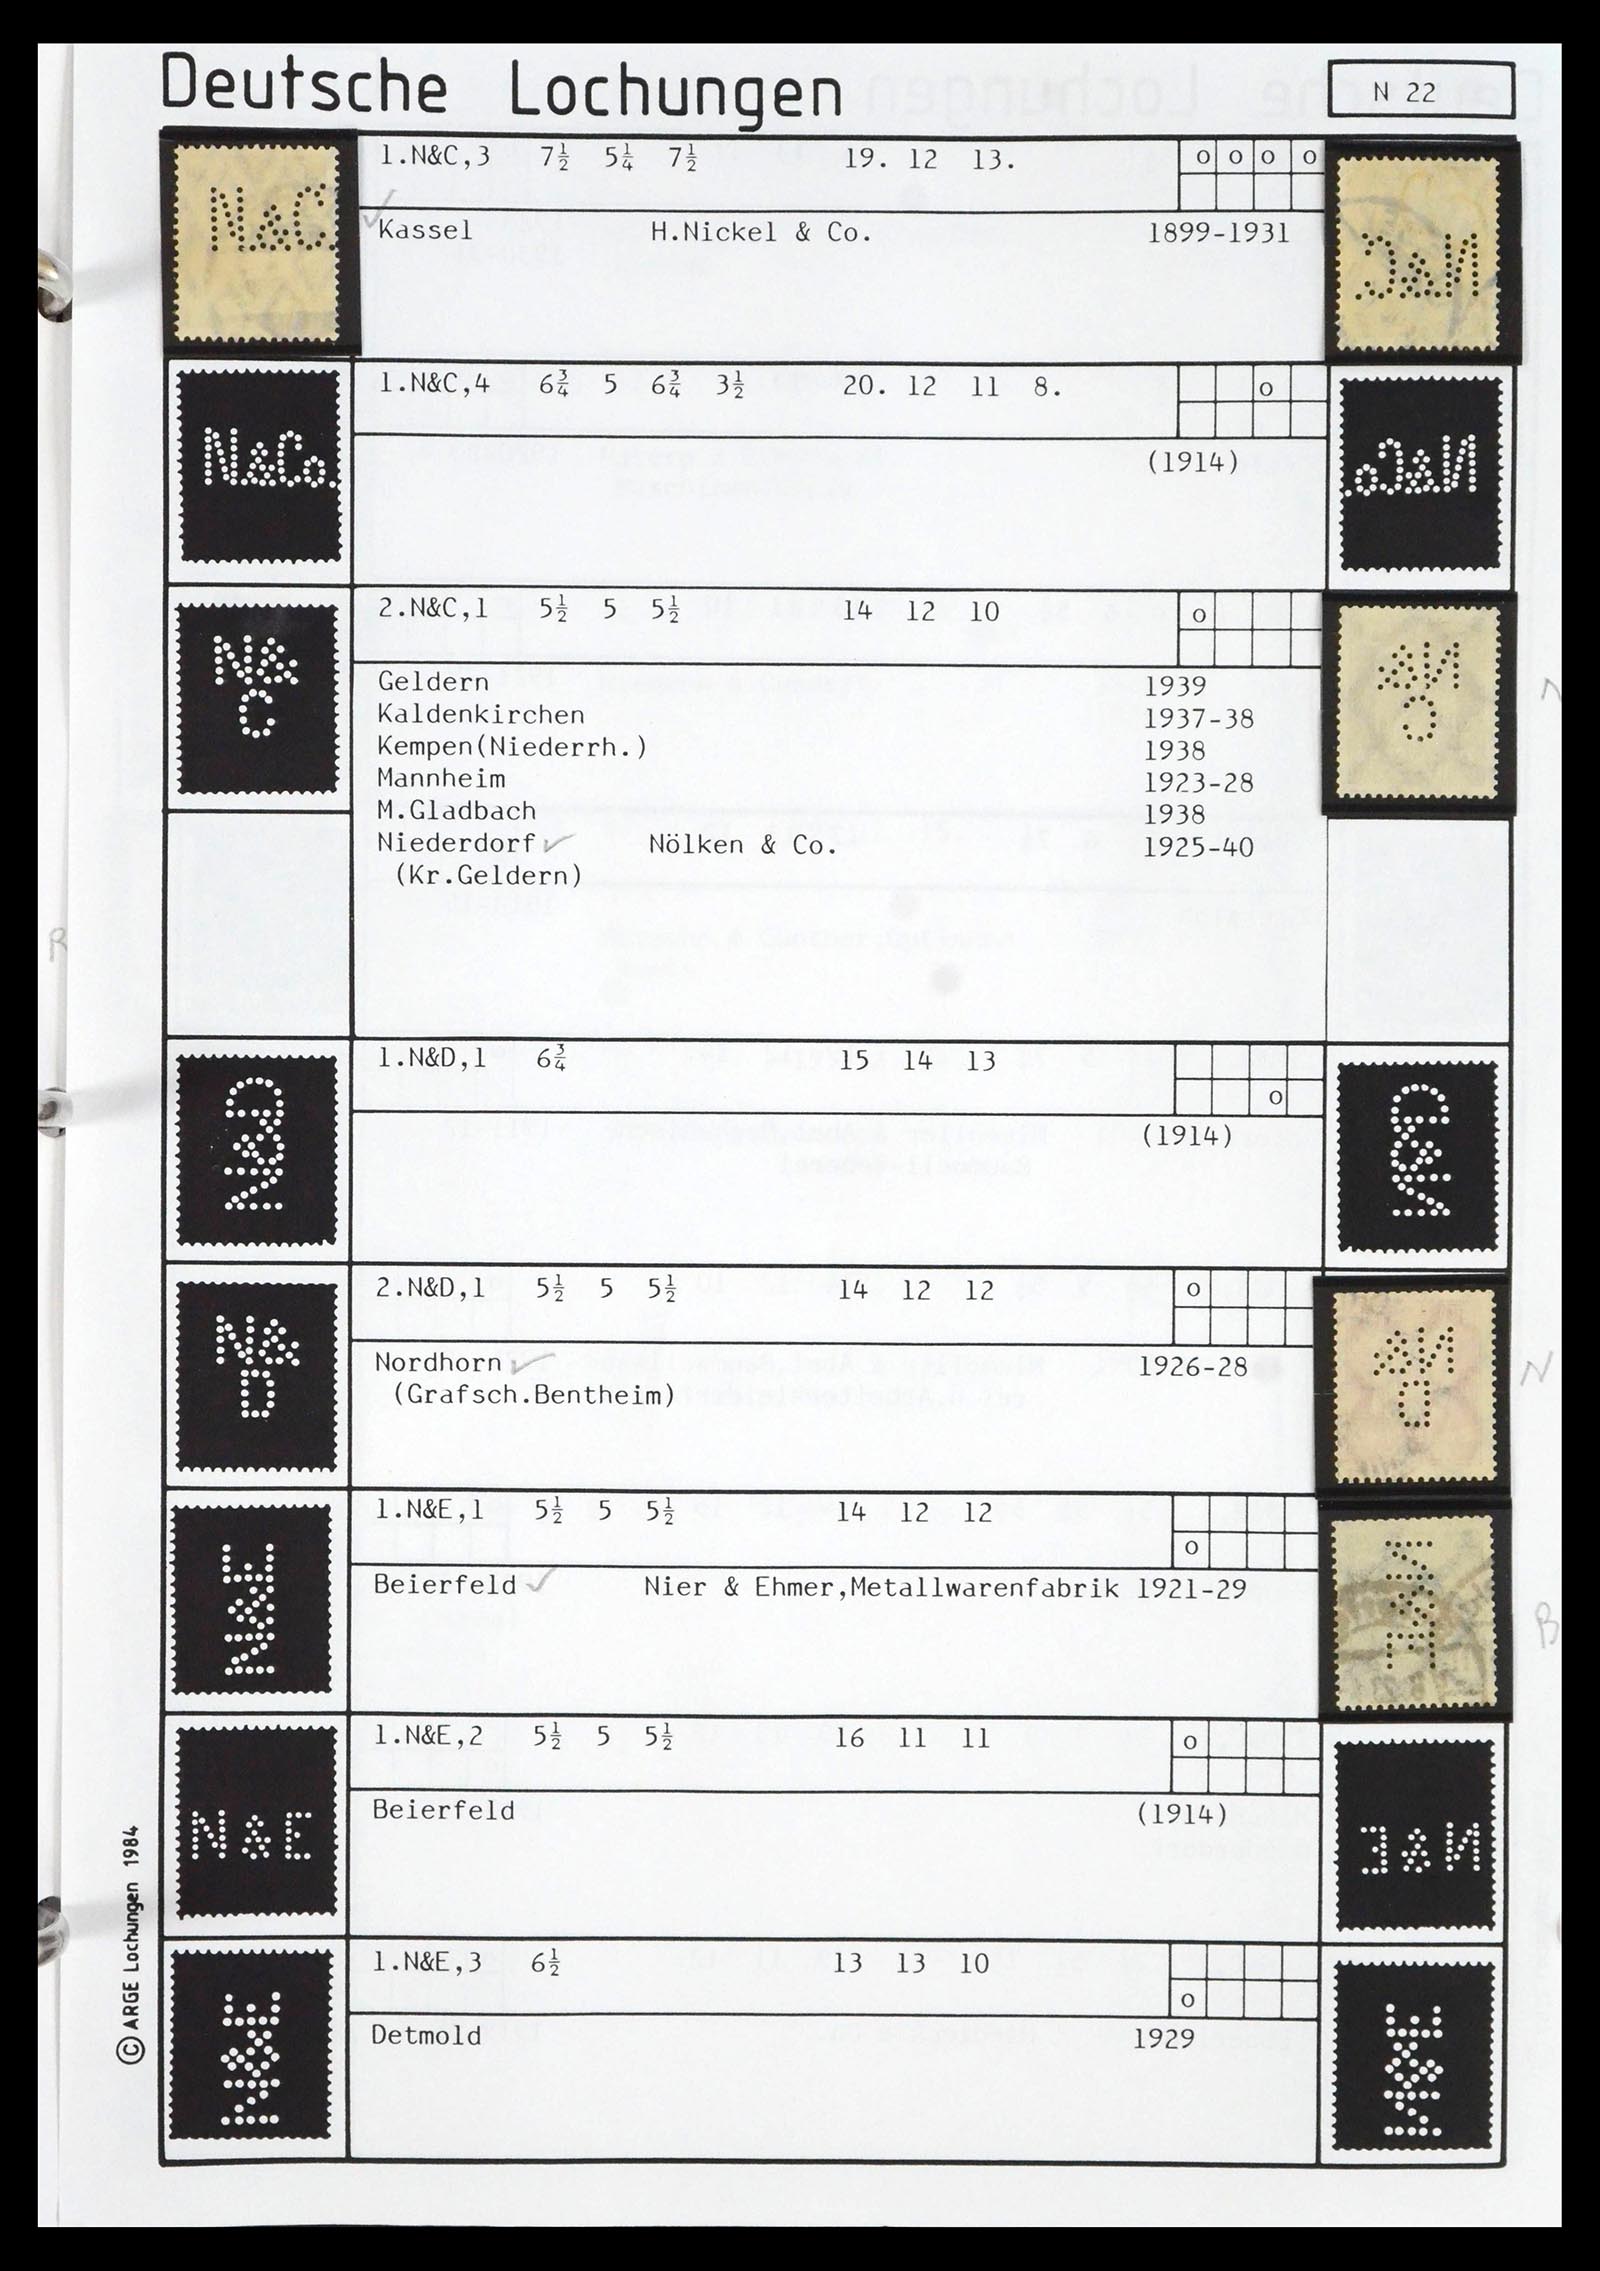 Deutsche Lochungen
N 22
1.N&C,3 7½ 5¼ 7½ 19. 12 13. o o o o
N&C
Kassel H.Nickel & Co. 1899-1931
1.N&C,4 6¾ 5 6¾ 3½ 20. 12 11 8. o
N&Co.
(1914)
2.N&C,1 5½ 5 5½ 14 12 10 o
N&
C
Geldern 1939
Kaldenkirchen 1937-38
Kempen(Niederrh.) 1938
Mannheim 1923-28
M.Gladbach 1938
Niederdorf Nölken & Co. 1925-40
(Kr.Geldern)
R
1.N&D,1 6¾ 15 14 13
o
N&D
(1914)
2.N&D,1 5½ 5 5½ 14 12 12 o
N&
D
Nordhorn 1926-28
N
(Grafsch.Bentheim)
1.N&E,1 5½ 5 5½ 14 12 12
o
N&E
Beierfeld Nier & Ehmer,Metallwarenfabrik 1921-29
B
1.N&E,2 5½ 5 5½ 16 11 11 o
N&E
Beierfeld (1914)
1.N&E,3 6½ 13 13 10
o
N&E
Detmold 1929
© ARGE Lochungen 1984